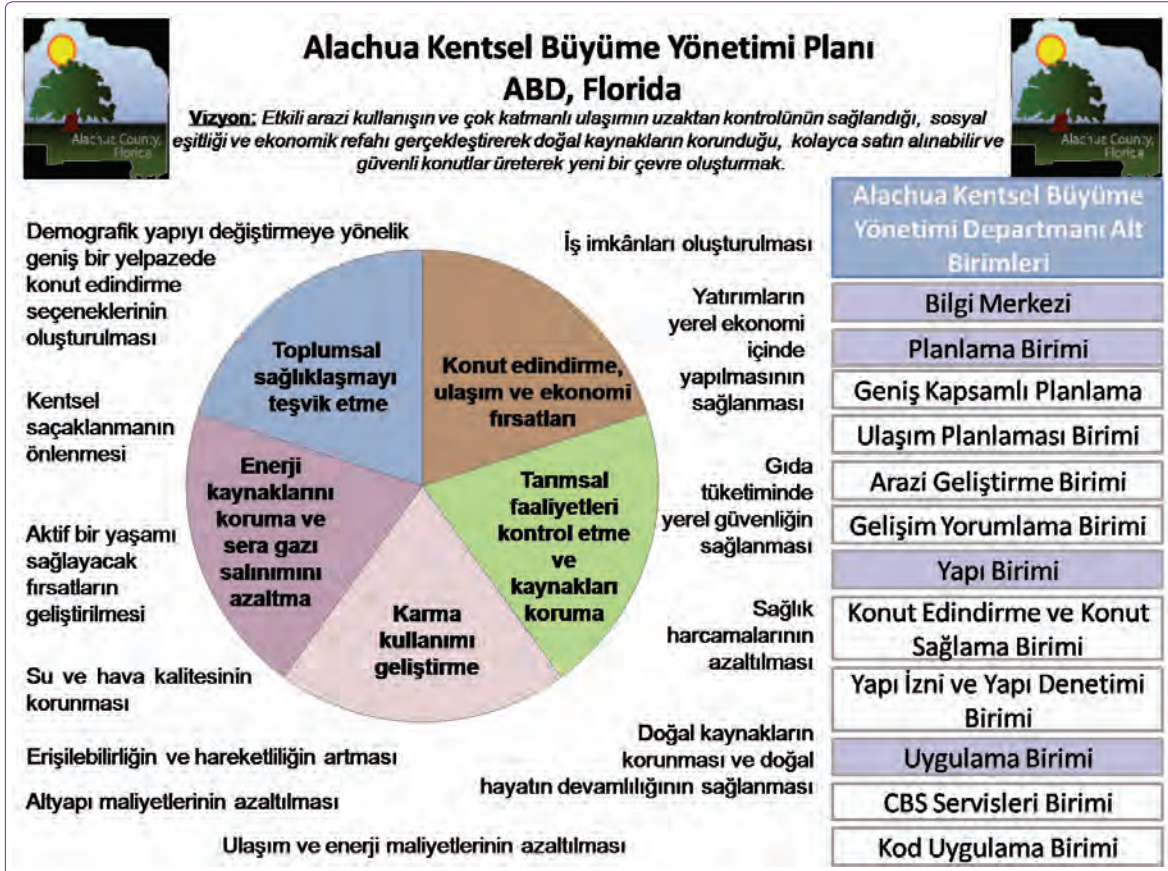 Alachua Kentsel Büyüme Yönetimi Planı
ABD, Florida
Vizyon: Etkili arazi kullanışın ve çok katmanlı ulaşımın uzaktan kontrolünün sağlandığı, sosyal
eşitliği ve ekonomik refahı gerçekleştirerek doğal kaynakların korunduğu, kolayca satın alınabilir ve
güvenli konutlar üreterek yeni bir çevre oluşturmak.
Alachua County,
Florida
Alachua County,
Florida
Demografik yapıyı değiştirmeye yönelik
geniş bir yelpazede
konut edindirme
seçeneklerinin
oluşturulması
Kentsel
saçaklanmanın
önlenmesi
Aktif bir yaşamı
sağlayacak
fırsatların
geliştirilmesi
Su ve hava kalitesinin
korunması
Erişilebilirliğin ve hareketliliğin artması
Altyapı maliyetlerinin azaltılması
Ulaşım ve enerji maliyetlerinin azaltılması
Toplumsal
sağlıklaşmayı
teşvik etme
Konut edindirme,
ulaşım ve ekonomi
fırsatları
Enerji
kaynaklarını
koruma ve
sera gazı
salınımını
azaltma
Tarımsal
faaliyetleri
kontrol etme
ve
kaynakları
koruma
Karma
kullanımı
geliştirme
İş imkânları oluşturulması
Yatırımların
yerel ekonomi
içinde
yapılmasının
sağlanması
Gıda
tüketiminde
yerel güvenliğin
sağlanması
Sağlık
harcamalarının
azaltılması
Doğal kaynakların
korunması ve doğal
hayatın devamlılığının sağlanması
Alachua Kentsel Büyüme
Yönetimi Departmanı Alt
Birimleri
Bilgi Merkezi
Planlama Birimi
Geniş Kapsamlı Planlama
Ulaşım Planlaması Birimi
Arazi Geliştirme Birimi
Gelişim Yorumlama Birimi
Yapı Birimi
Konut Edindirme ve Konut
Sağlama Birimi
Yapı İzni ve Yapı Denetimi
Birimi
Uygulama Birimi
CBS Servisleri Birimi
Kod Uygulama Birimi